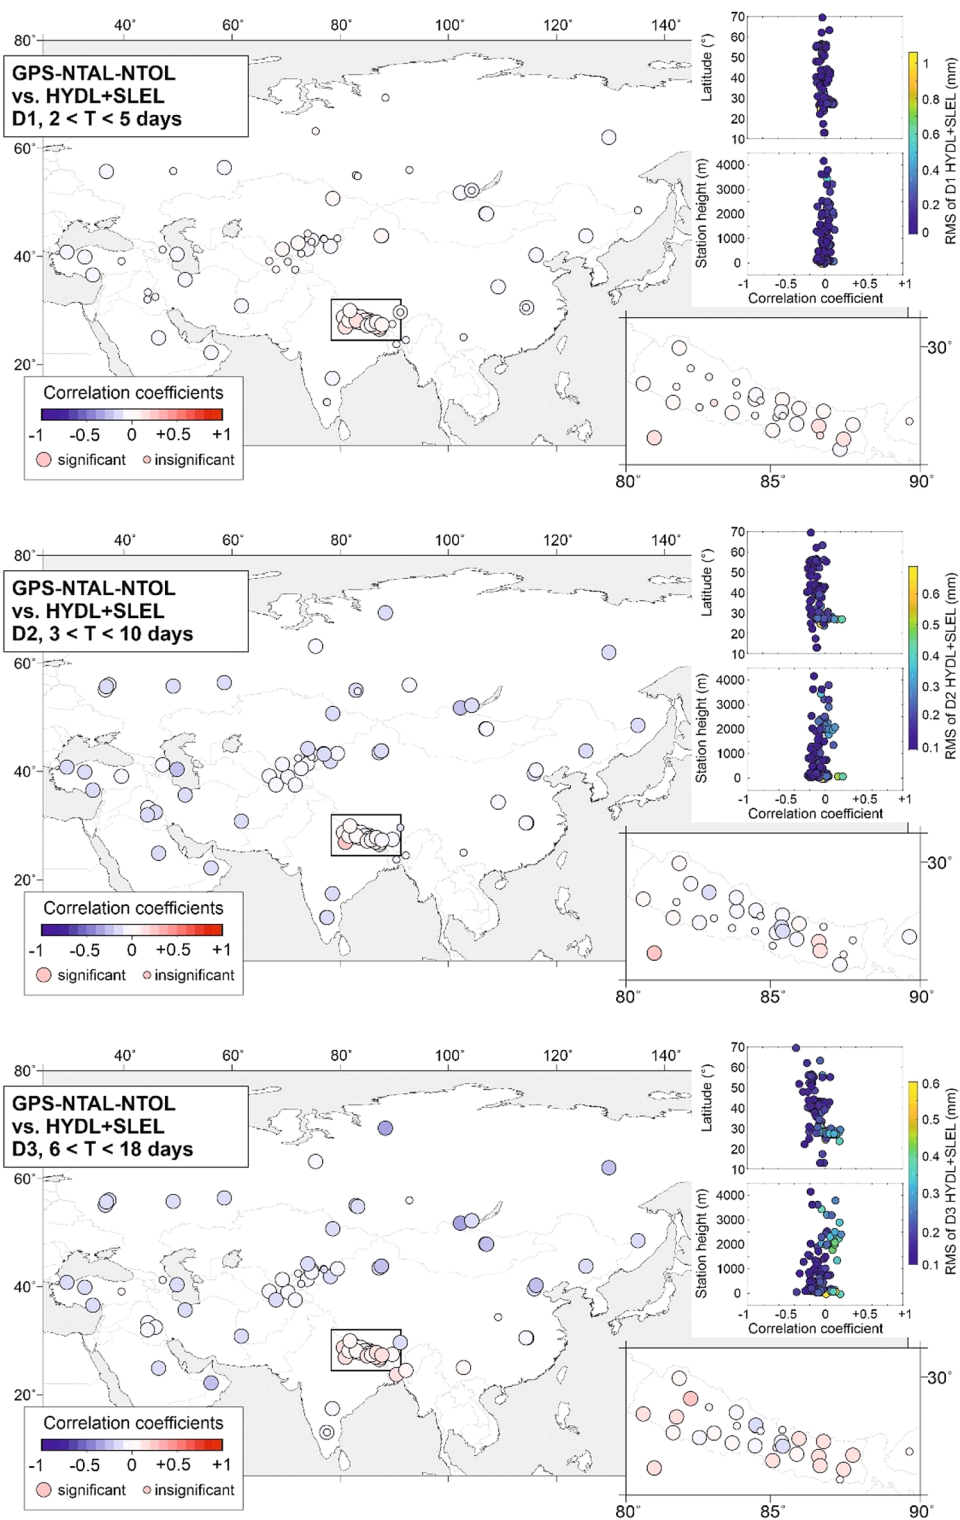 40° 60° 80° 100° 120° 140°
80°
60°
40°
20°
GPS-NTAL-NTOL
vs. HYDL+SLEL
D1, 2 < T < 5 days
Correlation coefficients
-1 -0.5 0 +0.5 +1
significant insignificant
Latitude (°)
70
60
50
40
30
20
10
Station height (m)
4000
3000
2000
1000
0
-1 -0.5 0 +0.5 +1
Correlation coefficient
RMS of D1 HYDL+SLEL (mm)
1
0.8
0.6
0.4
0.2
0
30°
80° 85° 90°
40° 60° 80° 100° 120° 140°
80°
60°
40°
20°
GPS-NTAL-NTOL
vs. HYDL+SLEL
D2, 3 < T < 10 days
Correlation coefficients
-1 -0.5 0 +0.5 +1
significant insignificant
Latitude (°)
70
60
50
40
30
20
10
Station height (m)
4000
3000
2000
1000
0
-1 -0.5 0 +0.5 +1
Correlation coefficient
RMS of D2 HYDL+SLEL (mm)
0.6
0.5
0.4
0.3
0.2
0.1
30°
80° 85° 90°
40° 60° 80° 100° 120° 140°
80°
60°
40°
20°
GPS-NTAL-NTOL
vs. HYDL+SLEL
D3, 6 < T < 18 days
Correlation coefficients
-1 -0.5 0 +0.5 +1
significant insignificant
Latitude (°)
70
60
50
40
30
20
10
Station height (m)
4000
3000
2000
1000
0
-1 -0.5 0 +0.5 +1
Correlation coefficient
RMS of D3 HYDL+SLEL (mm)
0.6
0.5
0.4
0.3
0.2
0.1
30°
80° 85° 90°